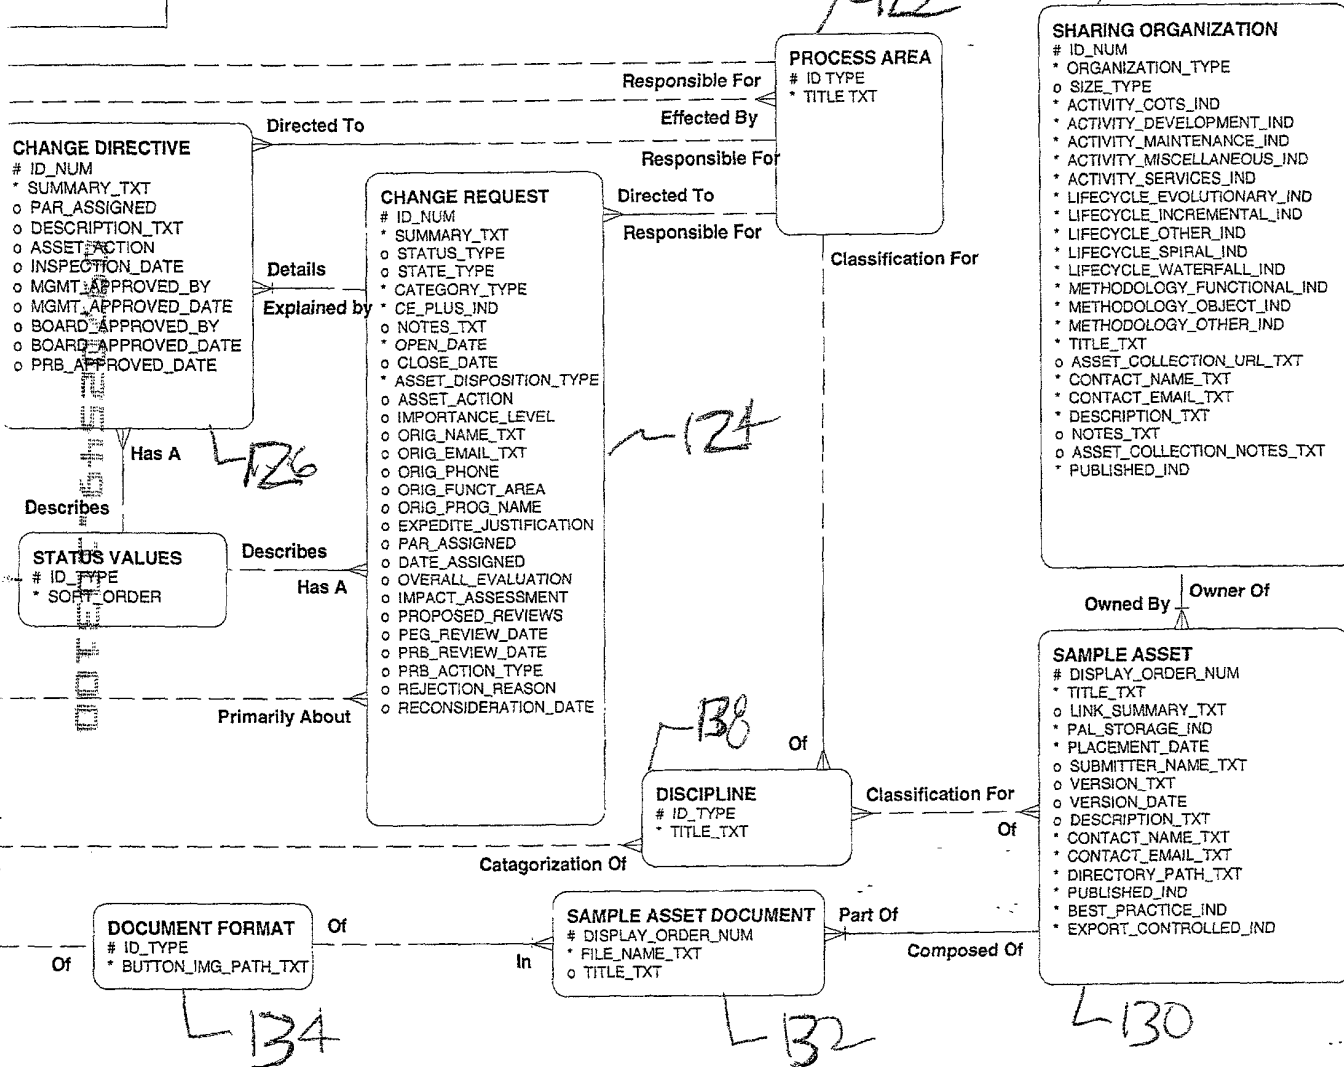 122
PROCESS AREA
# ID TYPE
* TITLE TXT
Responsible For
Effected By
Responsible For
Directed To
Directed To
Responsible For
Classification For
CHANGE DIRECTIVE
# ID_NUM
* SUMMARY_TXT
o PAR_ASSIGNED
o DESCRIPTION_TXT
o ASSET_ACTION
o INSPECTION_DATE
o MGMT_APPROVED_BY
o MGMT_APPROVED_DATE
o BOARD_APPROVED_BY
o BOARD_APPROVED_DATE
o PRB_APPROVED_DATE
126
Details
Explained by
Has A
Describes
STATUS VALUES
# ID_TYPE
* SORT_ORDER
Describes
Has A
Primarily About
CHANGE REQUEST
# ID_NUM
* SUMMARY_TXT
o STATUS_TYPE
o STATE_TYPE
* CATEGORY_TYPE
* CE_PLUS_IND
o NOTES_TXT
* OPEN_DATE
o CLOSE_DATE
* ASSET_DISPOSITION_TYPE
o ASSET_ACTION
o IMPORTANCE_LEVEL
o ORIG_NAME_TXT
o ORIG_EMAIL_TXT
o ORIG_PHONE
o ORIG_FUNCT_AREA
o ORIG_PROG_NAME
o EXPEDITE_JUSTIFICATION
o PAR_ASSIGNED
o DATE_ASSIGNED
o OVERALL_EVALUATION
o IMPACT_ASSESSMENT
o PROPOSED_REVIEWS
o PEG_REVIEW_DATE
o PRB_REVIEW_DATE
o PRB_ACTION_TYPE
o REJECTION_REASON
o RECONSIDERATION_DATE
124
SHARING ORGANIZATION
# ID_NUM
* ORGANIZATION_TYPE
o SIZE_TYPE
* ACTIVITY_COTS_IND
* ACTIVITY_DEVELOPMENT_IND
* ACTIVITY_MAINTENANCE_IND
* ACTIVITY_MISCELLANEOUS_IND
* ACTIVITY_SERVICES_IND
* LIFECYCLE_EVOLUTIONARY_IND
* LIFECYCLE_INCREMENTAL_IND
* LIFECYCLE_OTHER_IND
* LIFECYCLE_SPIRAL_IND
* LIFECYCLE_WATERFALL_IND
* METHODOLOGY_FUNCTIONAL_IND
* METHODOLOGY_OBJECT_IND
* METHODOLOGY_OTHER_IND
* TITLE_TXT
o ASSET_COLLECTION_URL_TXT
* CONTACT_NAME_TXT
* CONTACT_EMAIL_TXT
* DESCRIPTION_TXT
o NOTES_TXT
o ASSET_COLLECTION_NOTES_TXT
* PUBLISHED_IND
Owned By
Owner Of
SAMPLE ASSET
# DISPLAY_ORDER_NUM
* TITLE_TXT
o LINK_SUMMARY_TXT
* PAL_STORAGE_IND
* PLACEMENT_DATE
o SUBMITTER_NAME_TXT
o VERSION_TXT
o VERSION_DATE
o DESCRIPTION_TXT
* CONTACT_NAME_TXT
* CONTACT_EMAIL_TXT
* DIRECTORY_PATH_TXT
* PUBLISHED_IND
* BEST_PRACTICE_IND
* EXPORT_CONTROLLED_IND
130
138
Of
DISCIPLINE
# ID_TYPE
* TITLE_TXT
Classification For
Of
Catagorization Of
DOCUMENT FORMAT
# ID_TYPE
* BUTTON_IMG_PATH_TXT
Of
Of
In
134
SAMPLE ASSET DOCUMENT
# DISPLAY_ORDER_NUM
* FILE_NAME_TXT
o TITLE_TXT
Part Of
Composed Of
132